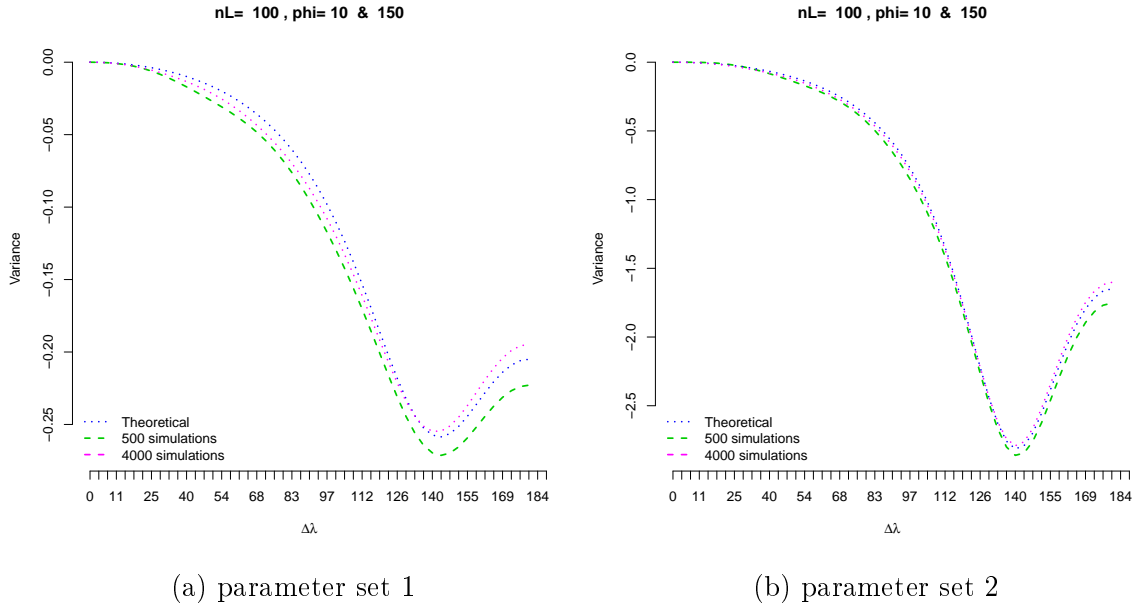 nL= 100 , phi= 10 & 150
0.00
−0.05
−0.10
−0.15
−0.20
−0.25
Variance
Theoretical
500 simulations
4000 simulations
0 11 25 40 54 68 83 97 112 126 140 155 169 184
Δλ
(a) parameter set 1
nL= 100 , phi= 10 & 150
0.0
−0.5
−1.0
−1.5
−2.0
−2.5
Variance
Theoretical
500 simulations
4000 simulations
0 11 25 40 54 68 83 97 112 126 140 155 169 184
Δλ
(b) parameter set 2